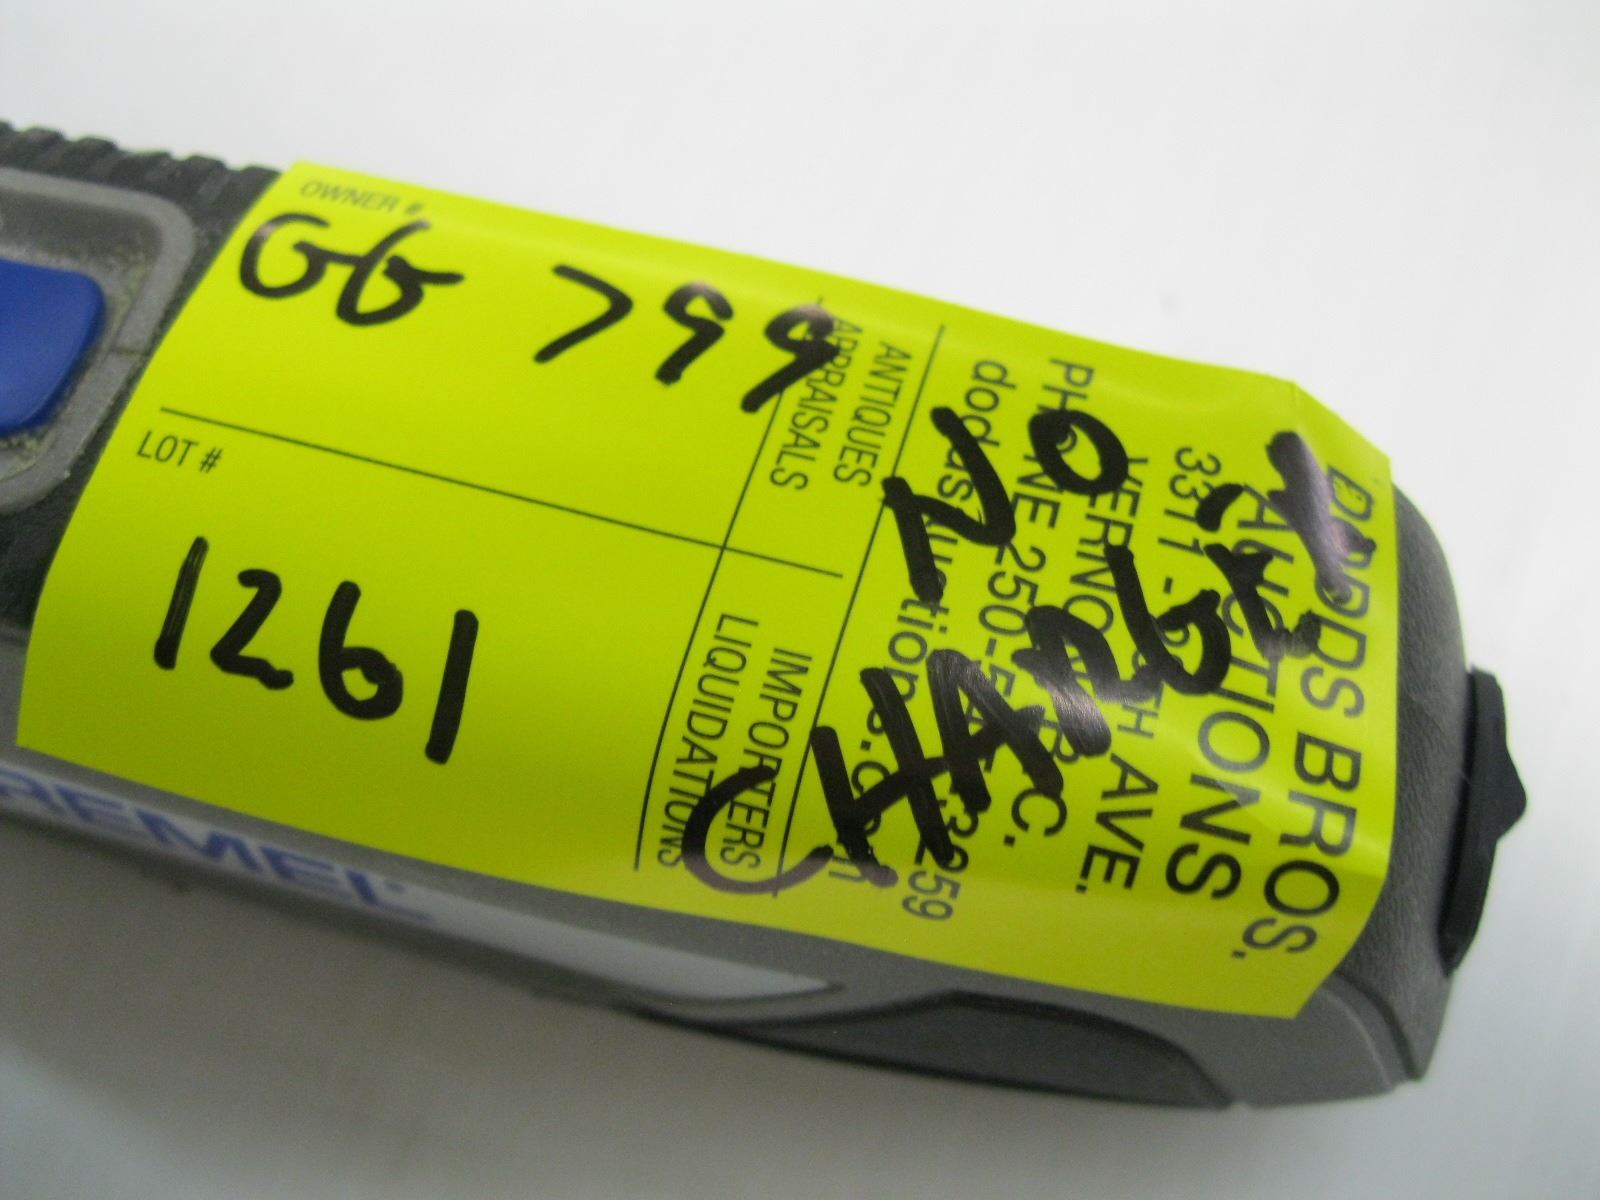 OWNER #
GG 799
LOT #
1261
ANTIQUES
APPRAISALS
IMPORTERS
LIQUIDATIONS
DODDS BROS.
AUCTIONS
3311 - AVE.
VERNON
PHONE 250-
NO
CHARGER
DREMEL